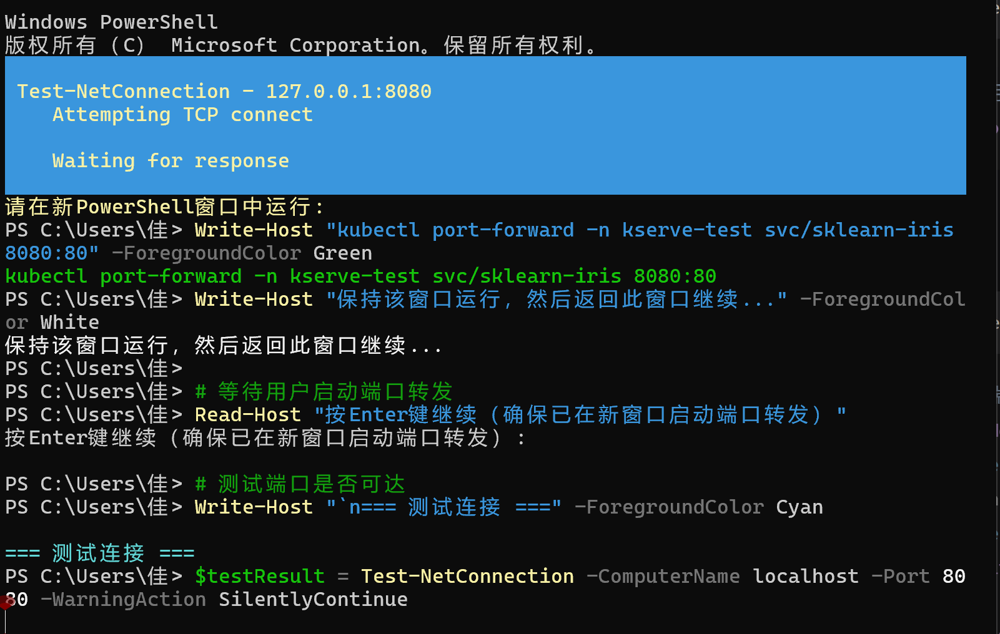 Windows PowerShell
版权所有（C） Microsoft Corporation。保留所有权利。
Test-NetConnection - 127.0.0.1:8080
Attempting TCP connect
Waiting for response
请在新PowerShell窗口中运行:
PS C:\Users\佳> Write-Host "kubectl port-forward -n kserve-test svc/sklearn-iris
8080:80" -ForegroundColor Green
kubectl port-forward -n kserve-test svc/sklearn-iris 8080:80
PS C:\Users\佳> Write-Host "保持该窗口运行，然后返回此窗口继续..." -ForegroundCol
or White
保持该窗口运行，然后返回此窗口继续...
PS C:\Users\佳>
PS C:\Users\佳> # 等待用户启动端口转发
PS C:\Users\佳> Read-Host "按Enter键继续（确保已在新窗口启动端口转发）"
按Enter键继续（确保已在新窗口启动端口转发）:
PS C:\Users\佳> # 测试端口是否可达
PS C:\Users\佳> Write-Host "`n=== 测试连接 ===" -ForegroundColor Cyan
=== 测试连接 ===
PS C:\Users\佳> $testResult = Test-NetConnection -ComputerName localhost -Port 80
80 -WarningAction SilentlyContinue